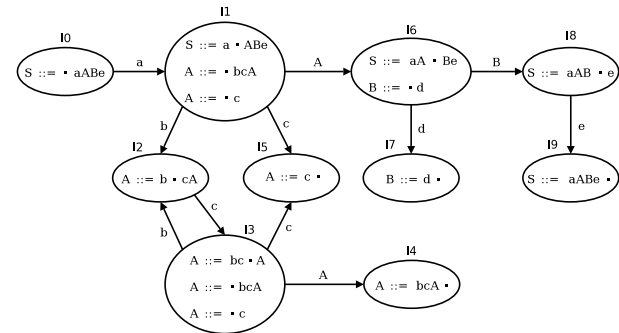 I0
S ::= ▪ aABe
a
I1
S ::= a ▪ ABe
A ::= ▪ bcA
A ::= ▪ c
A
I6
S ::= aA ▪ Be
B ::= ▪ d
B
I8
S ::= aAB ▪ e
b
c
d
e
I2
A ::= b ▪ cA
I5
A ::= c ▪
I7
B ::= d ▪
I9
S ::= aABe ▪
b
c
c
I3
A ::= bc ▪ A
A ::= ▪ bcA
A ::= ▪ c
A
I4
A ::= bcA ▪